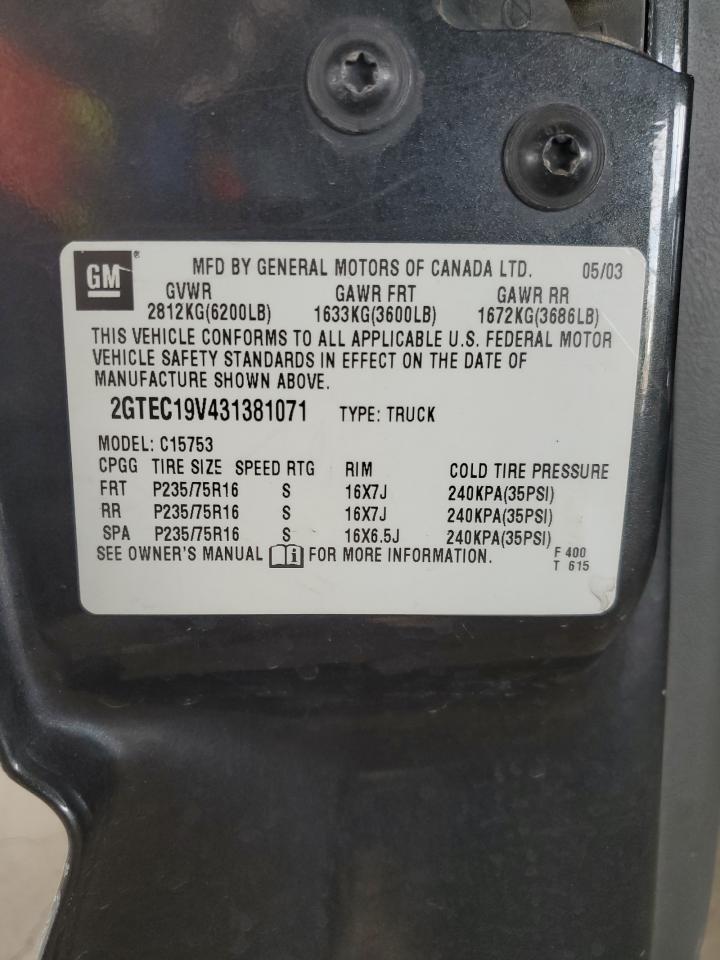 GM ® MFD BY GENERAL MOTORS OF CANADA LTD. 05/03
GVWR GAWR FRT GAWR RR
2812KG(6200LB) 1633KG(3600LB) 1672KG(3686LB)
THIS VEHICLE CONFORMS TO ALL APPLICABLE U.S. FEDERAL MOTOR
VEHICLE SAFETY STANDARDS IN EFFECT ON THE DATE OF
MANUFACTURE SHOWN ABOVE.
2GTEC19V431381071 TYPE: TRUCK
MODEL: C15753
CPGG TIRE SIZE SPEED RTG RIM COLD TIRE PRESSURE
FRT P235/75R16 S 16X7J 240KPA(35PSI)
RR P235/75R16 S 16X7J 240KPA(35PSI)
SPA P235/75R16 S 16X6.5J 240KPA(35PSI)
SEE OWNER'S MANUAL i FOR MORE INFORMATION. F 400
T 615